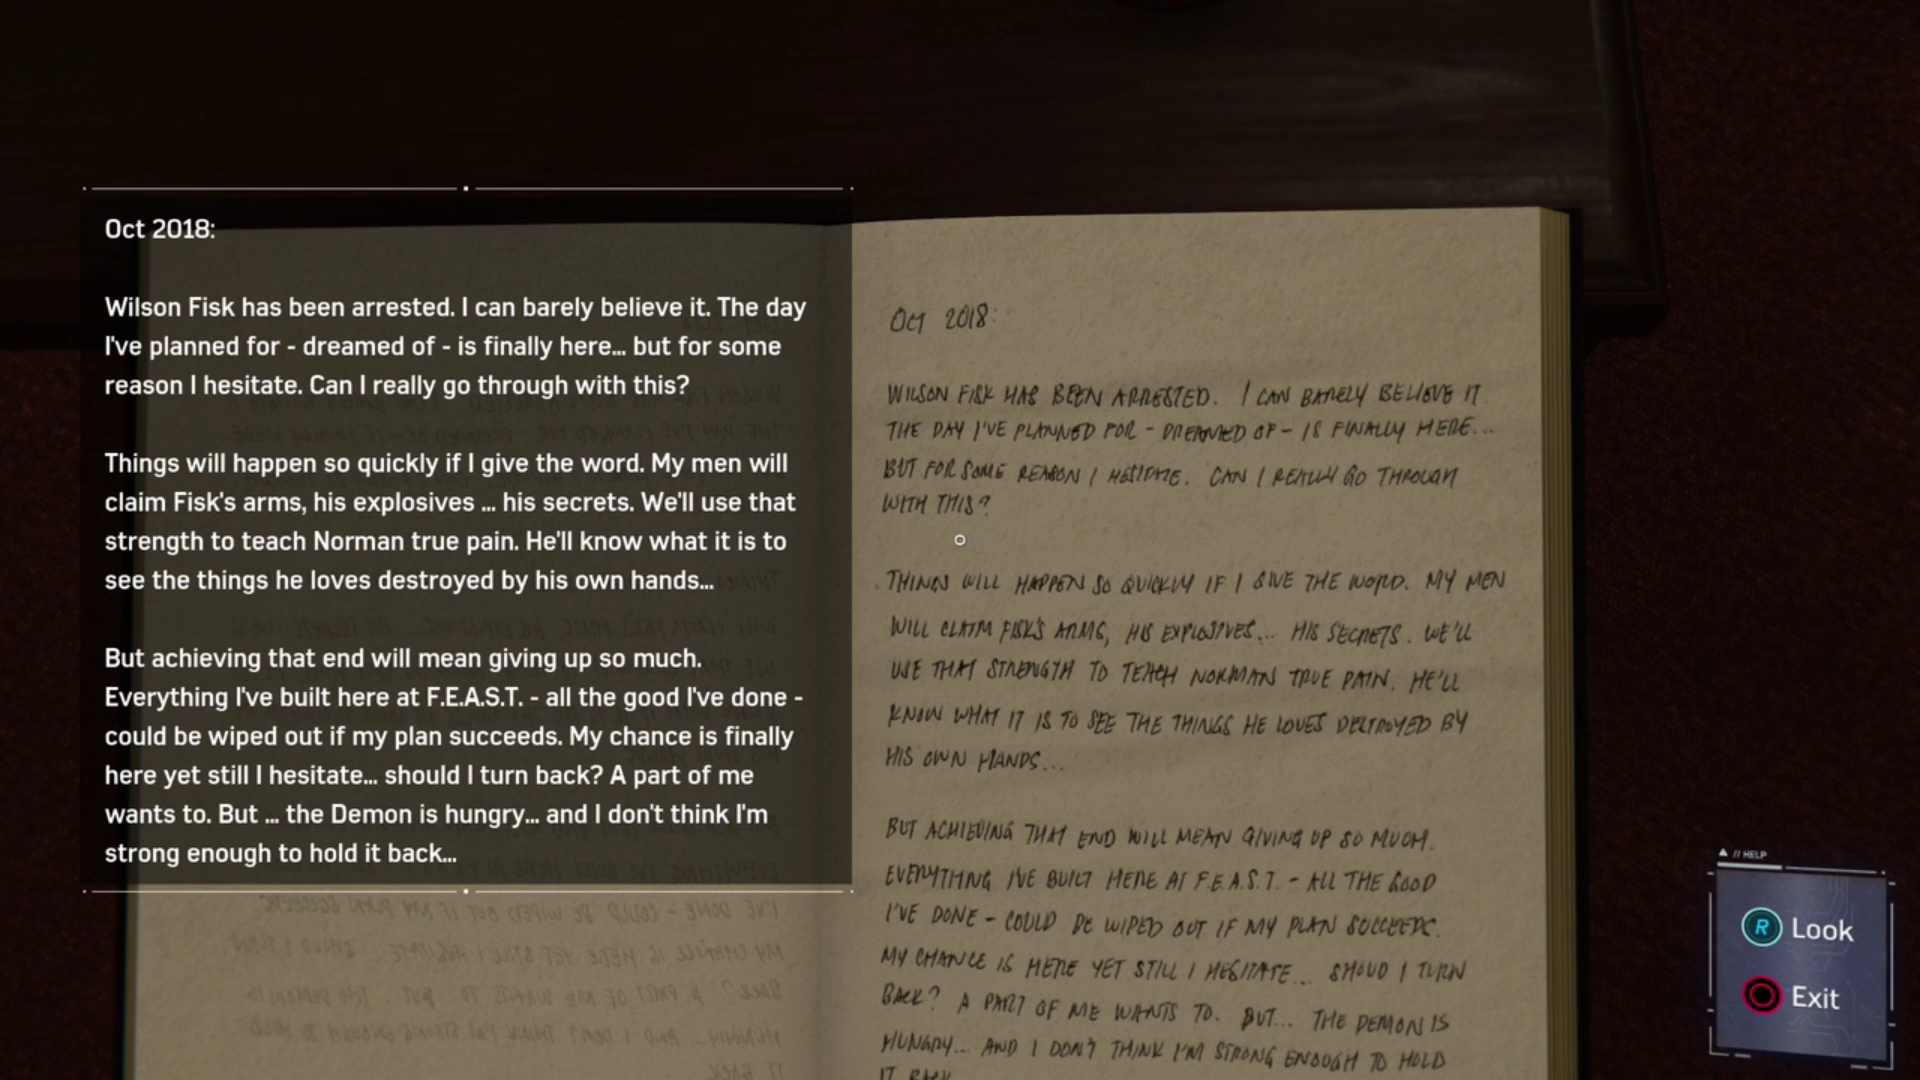 Oct 2018:
Wilson Fisk has been arrested. I can barely believe it. The day
I've planned for - dreamed of - is finally here... but for some
reason I hesitate. Can I really go through with this?
Things will happen so quickly if I give the word. My men will
claim Fisk's arms, his explosives ... his secrets. We'll use that
strength to teach Norman true pain. He'll know what it is to
see the things he loves destroyed by his own hands...
But achieving that end will mean giving up so much.
Everything I've built here at F.E.A.S.T. - all the good I've done -
could be wiped out if my plan succeeds. My chance is finally
here yet still I hesitate... should I turn back? A part of me
wants to. But ... the Demon is hungry... and I don't think I'm
strong enough to hold it back...
OCT 2018:
WILSON FISK HAS BEEN ARRESTED. I CAN BARELY BELIEVE IT.
THE DAY I'VE PLANNED FOR - DREAMED OF - IS FINALLY HERE...
BUT FOR SOME REASON I HESITATE. CAN I REALLY GO THROUGH
WITH THIS?
THINGS WILL HAPPEN SO QUICKLY IF I GIVE THE WORD. MY MEN
WILL CLAIM FISK'S ARMS, HIS EXPLOSIVES... HIS SECRETS. WE'LL
USE THAT STRENGTH TO TEACH NORMAN TRUE PAIN. HE'LL
KNOW WHAT IT IS TO SEE THE THINGS HE LOVES DESTROYED BY
HIS OWN HANDS...
BUT ACHIEVING THAT END WILL MEAN GIVING UP SO MUCH.
EVERYTHING I'VE BUILT HERE AT F.E.A.S.T. - ALL THE GOOD
I'VE DONE - COULD BE WIPED OUT IF MY PLAN SUCCEEDS.
MY CHANCE IS HERE YET STILL I HESITATE... SHOUD I TURN
BACK? A PART OF ME WANTS TO. BUT... THE DEMON IS
HUNGRY... AND I DON'T THINK I'M STRONG ENOUGH TO HOLD
IT BACK
// HELP
R Look
Exit